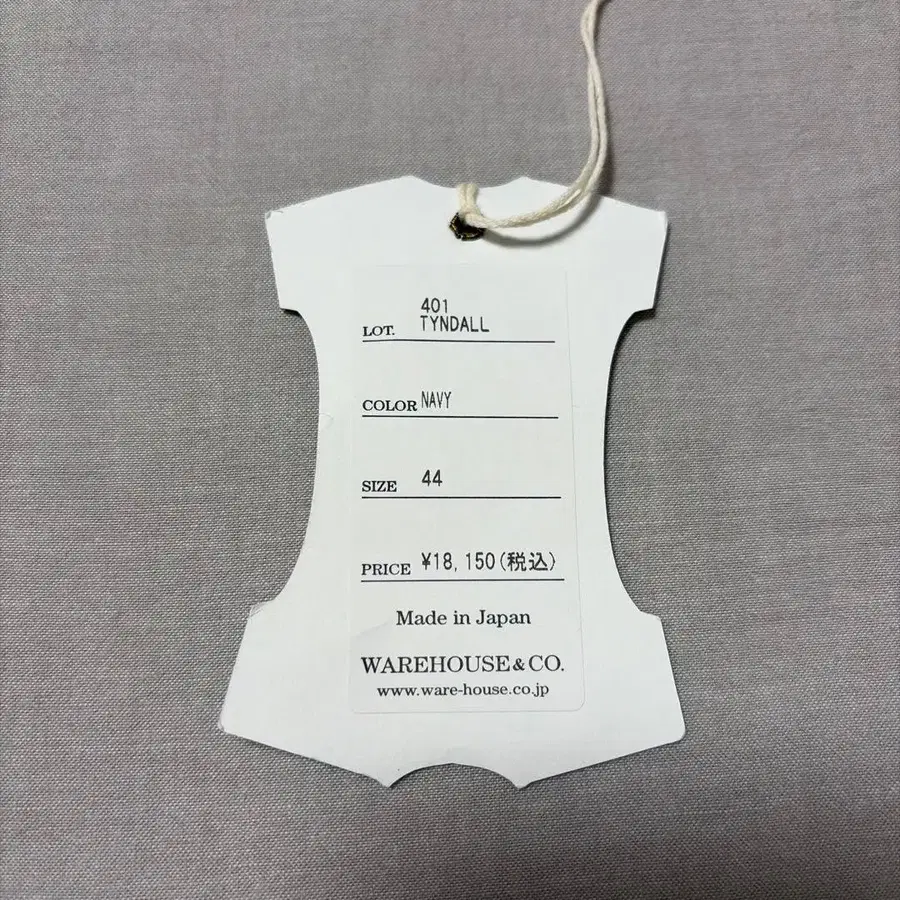 401
LOT. TYNDALL
COLOR NAVY
SIZE 44
PRICE ¥18,150(税込)
Made in Japan
WAREHOUSE & CO.
www.ware-house.co.jp